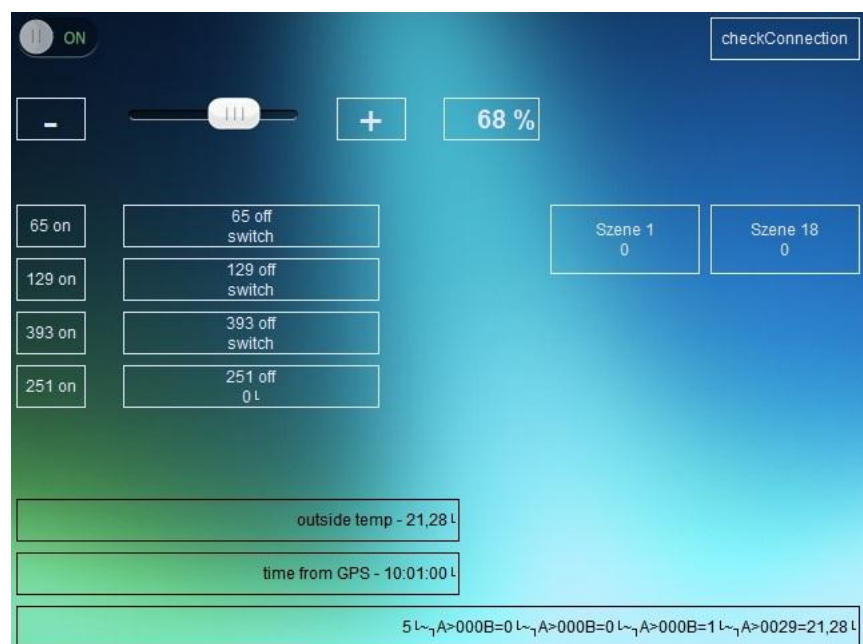 ON
checkConnection
-
+
68 %
65 on
65 off
switch
Szene 1
0
Szene 18
0
129 on
129 off
switch
393 on
393 off
switch
251 on
251 off
0└
outside temp - 21,28└
time from GPS - 10:01:00└
5└~┐A>000B=0└~┐A>000B=0└~┐A>000B=1└~┐A>0029=21,28└